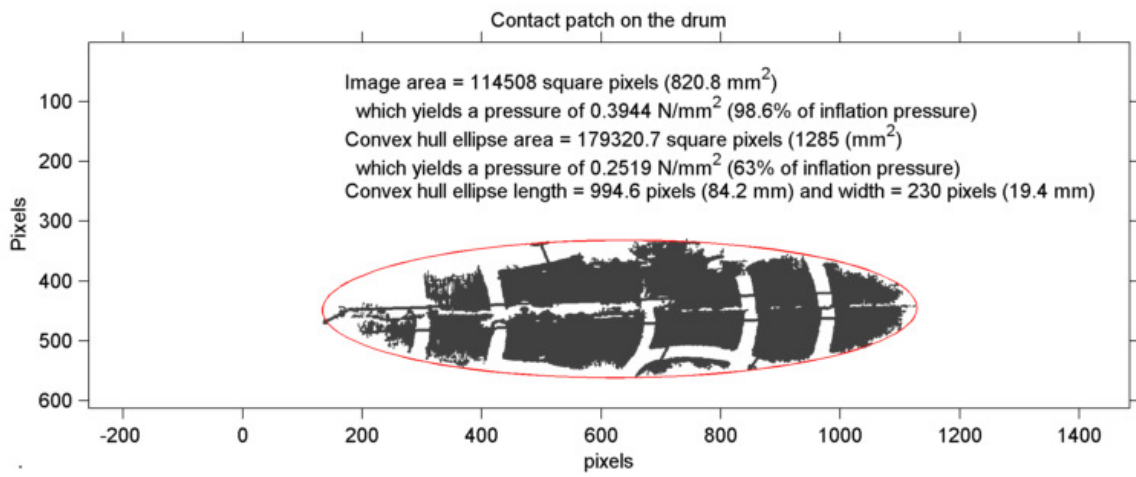 Contact patch on the drum
Image area = 114508 square pixels (820.8 mm²)
which yields a pressure of 0.3944 N/mm² (98.6% of inflation pressure)
Convex hull ellipse area = 179320.7 square pixels (1285 (mm²)
which yields a pressure of 0.2519 N/mm² (63% of inflation pressure)
Convex hull ellipse length = 994.6 pixels (84.2 mm) and width = 230 pixels (19.4 mm)
Pixels
100
200
300
400
500
600
-200 0 200 400 600 800 1000 1200 1400
pixels